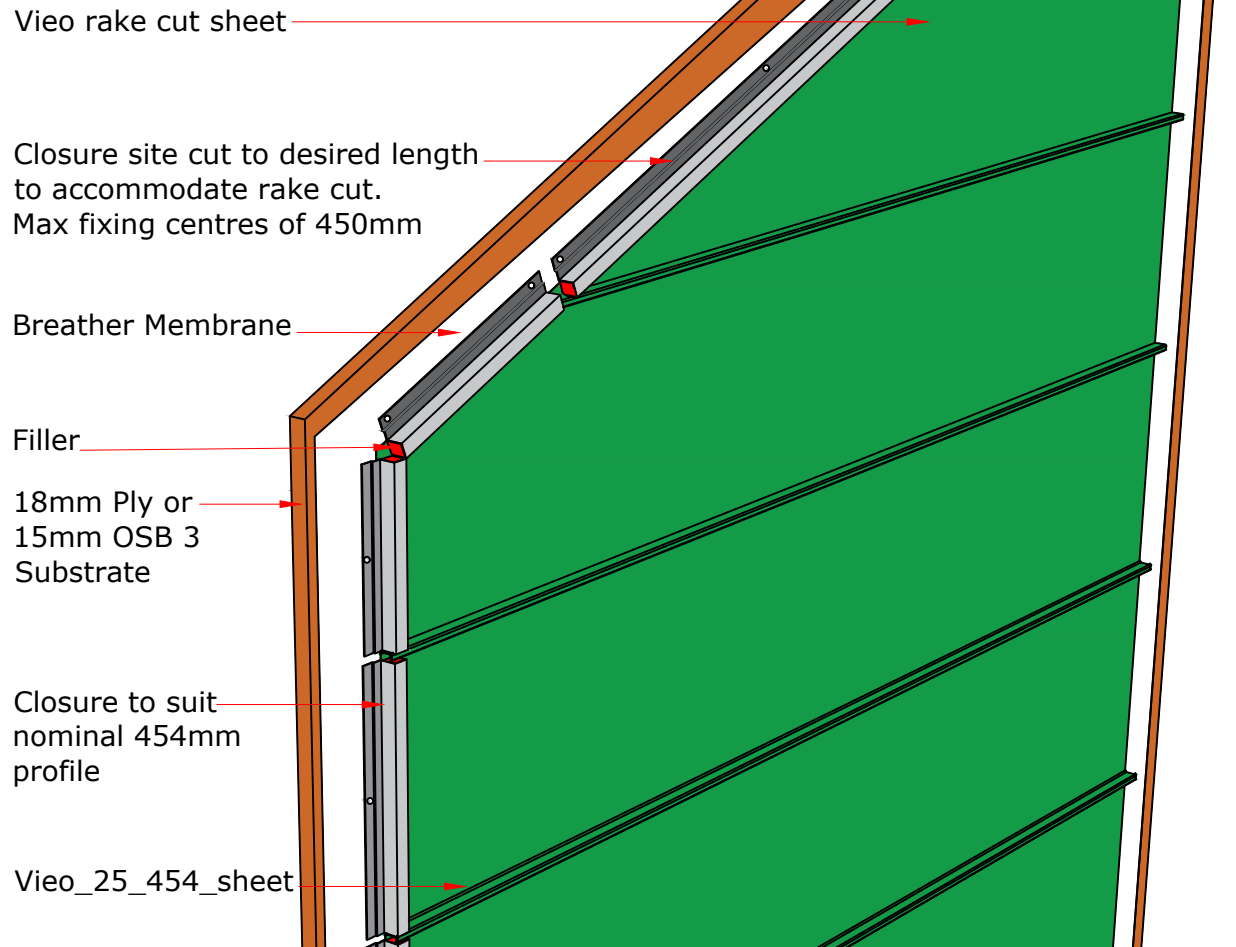 Vieo rake cut sheet
Closure site cut to desired length
to accommodate rake cut.
Max fixing centres of 450mm
Breather Membrane
Filler
18mm Ply or
15mm OSB 3
Substrate
Closure to suit
nominal 454mm
profile
Vieo_25_454_sheet